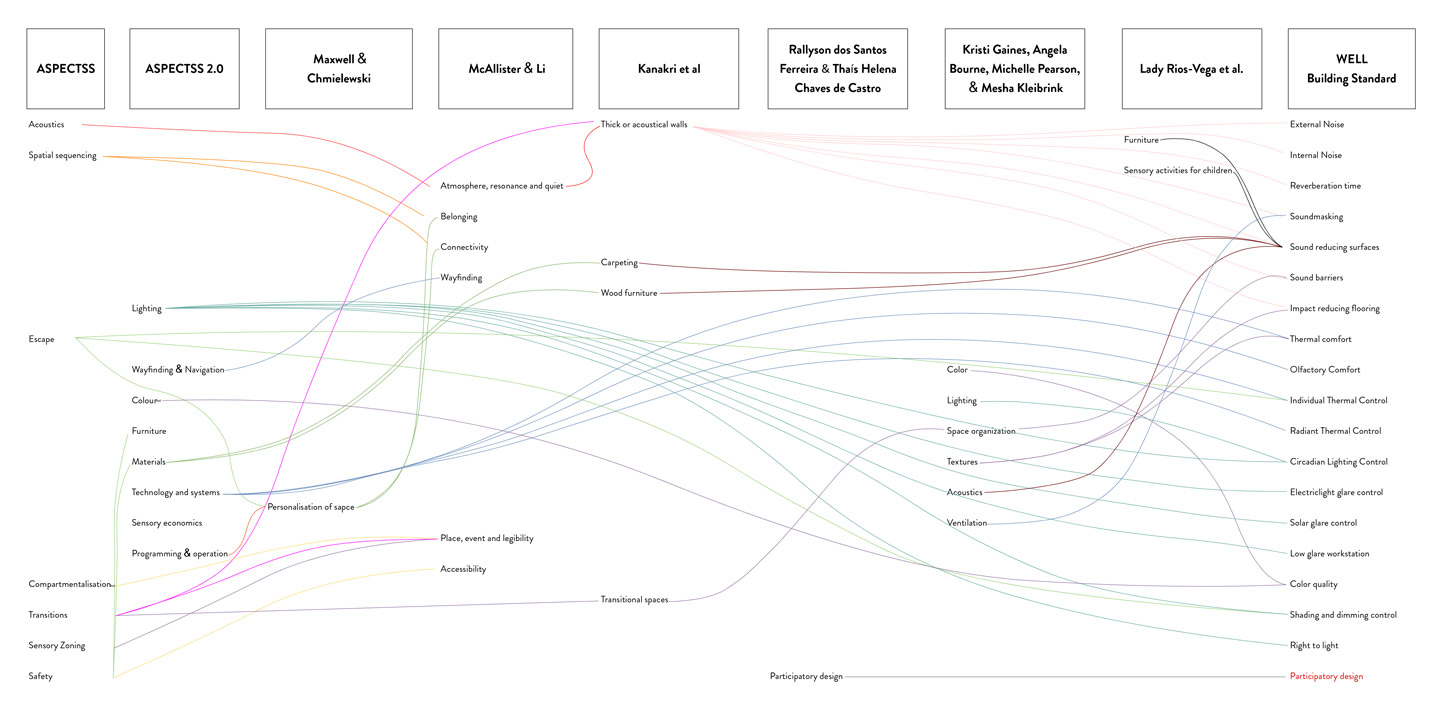 ASPECTSS
ASPECTSS 2.0
Maxwell &
Chmielewski
McAllister & Li
Kanakri et al
Rallyson dos Santos
Ferreira & Thaís Helena
Chaves de Castro
Kristi Gaines, Angela
Bourne, Michelle Pearson,
& Mesha Kleibrink
Lady Rios-Vega et al.
WELL
Building Standard
Acoustics
Spatial sequencing
Escape
Compartmentalisation
Transitions
Sensory Zoning
Safety
Lighting
Wayfinding & Navigation
Colour
Furniture
Materials
Technology and systems
Sensory economics
Programming & operation
Personalisation of sapce
Atmosphere, resonance and quiet
Belonging
Connectivity
Wayfinding
Place, event and legibility
Accessibility
Thick or acoustical walls
Carpeting
Wood furniture
Transitional spaces
Participatory design
Color
Lighting
Space organization
Textures
Acoustics
Ventilation
Furniture
Sensory activities for children
External Noise
Internal Noise
Reverberation time
Soundmasking
Sound reducing surfaces
Sound barriers
Impact reducing flooring
Thermal comfort
Olfactory Comfort
Individual Thermal Control
Radiant Thermal Control
Circadian Lighting Control
Electriclight glare control
Solar glare control
Low glare workstation
Color quality
Shading and dimming control
Right to light
Participatory design